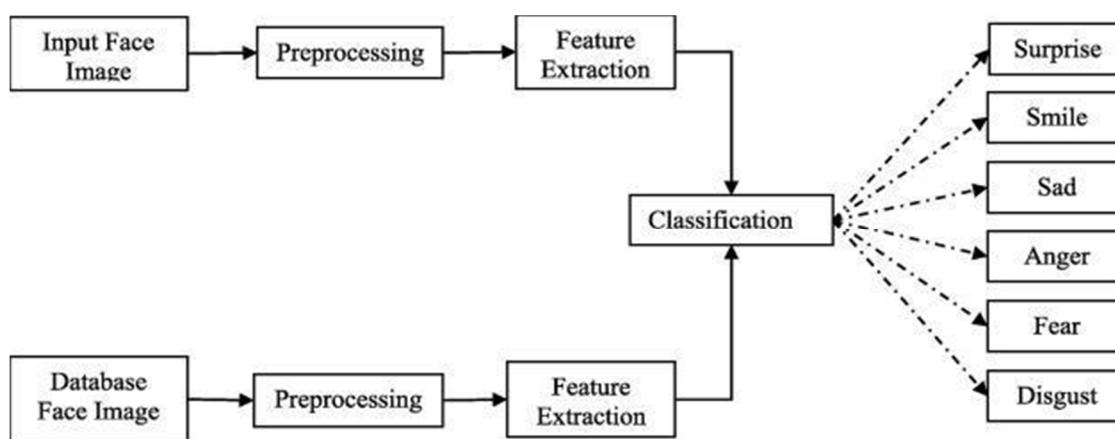 Input Face
Image
Preprocessing
Feature
Extraction
Surprise
Smile
Sad
Classification
Anger
Fear
Disgust
Database
Face Image
Preprocessing
Feature
Extraction